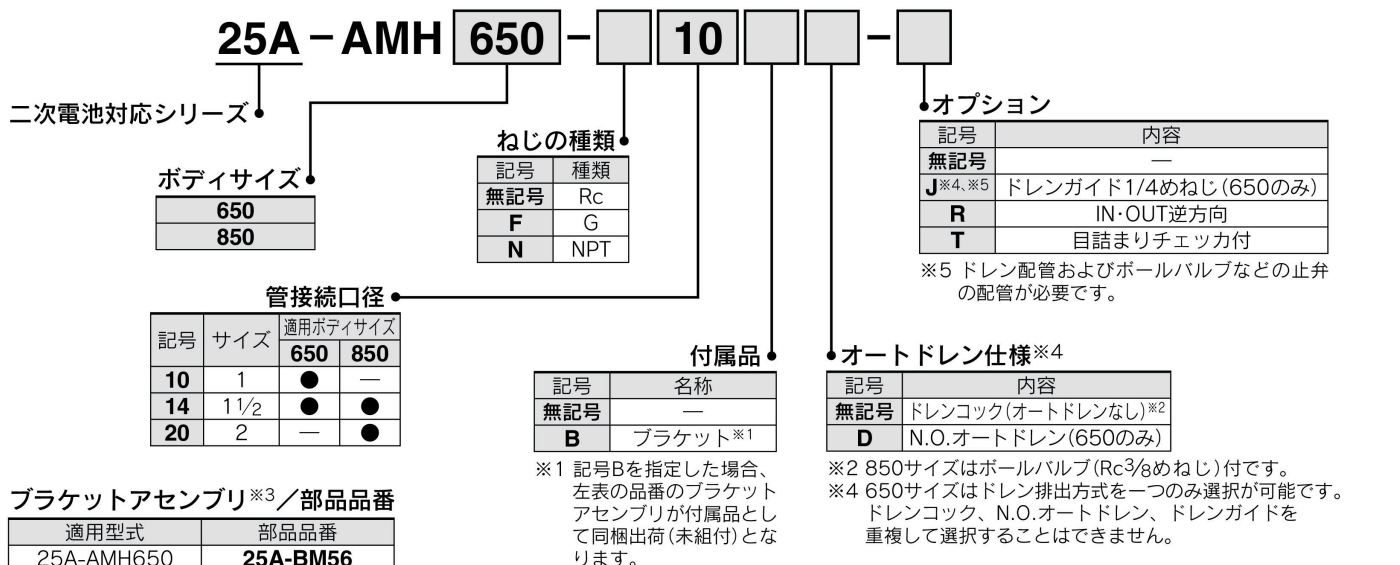 25A－AMH 650 － 10 －
二次電池対応シリーズ
ボディサイズ
650
850
ねじの種類
記号 種類
無記号 Rc
F G
N NPT
オプション
記号 内容
無記号 —
J※4、※5 ドレンガイド1/4めねじ（650のみ）
R IN・OUT逆方向
T 目詰まりチェッカ付
※5 ドレン配管およびボールバルブなどの止弁
の配管が必要です。
管接続口径
記号 サイズ 適用ボディサイズ
650 850
10 1 ● —
14 1 1/2 ● ●
20 2 — ●
付属品
記号 名称
無記号 —
B ブラケット※1
※1 記号Bを指定した場合、
左表の品番のブラケット
アセンブリが付属品とし
て同梱出荷（未組付）とな
ります。
オートドレン仕様※4
記号 内容
無記号 ドレンコック（オートドレンなし）※2
D N.O.オートドレン（650のみ）
※2 850サイズはボールバルブ（Rc3/8めねじ）付です。
※4 650サイズはドレン排出方式を一つのみ選択が可能です。
ドレンコック、N.O.オートドレン、ドレンガイドを
重複して選択することはできません。
ブラケットアセンブリ※3／部品品番
適用型式 部品品番
25A-AMH650 25A-BM56